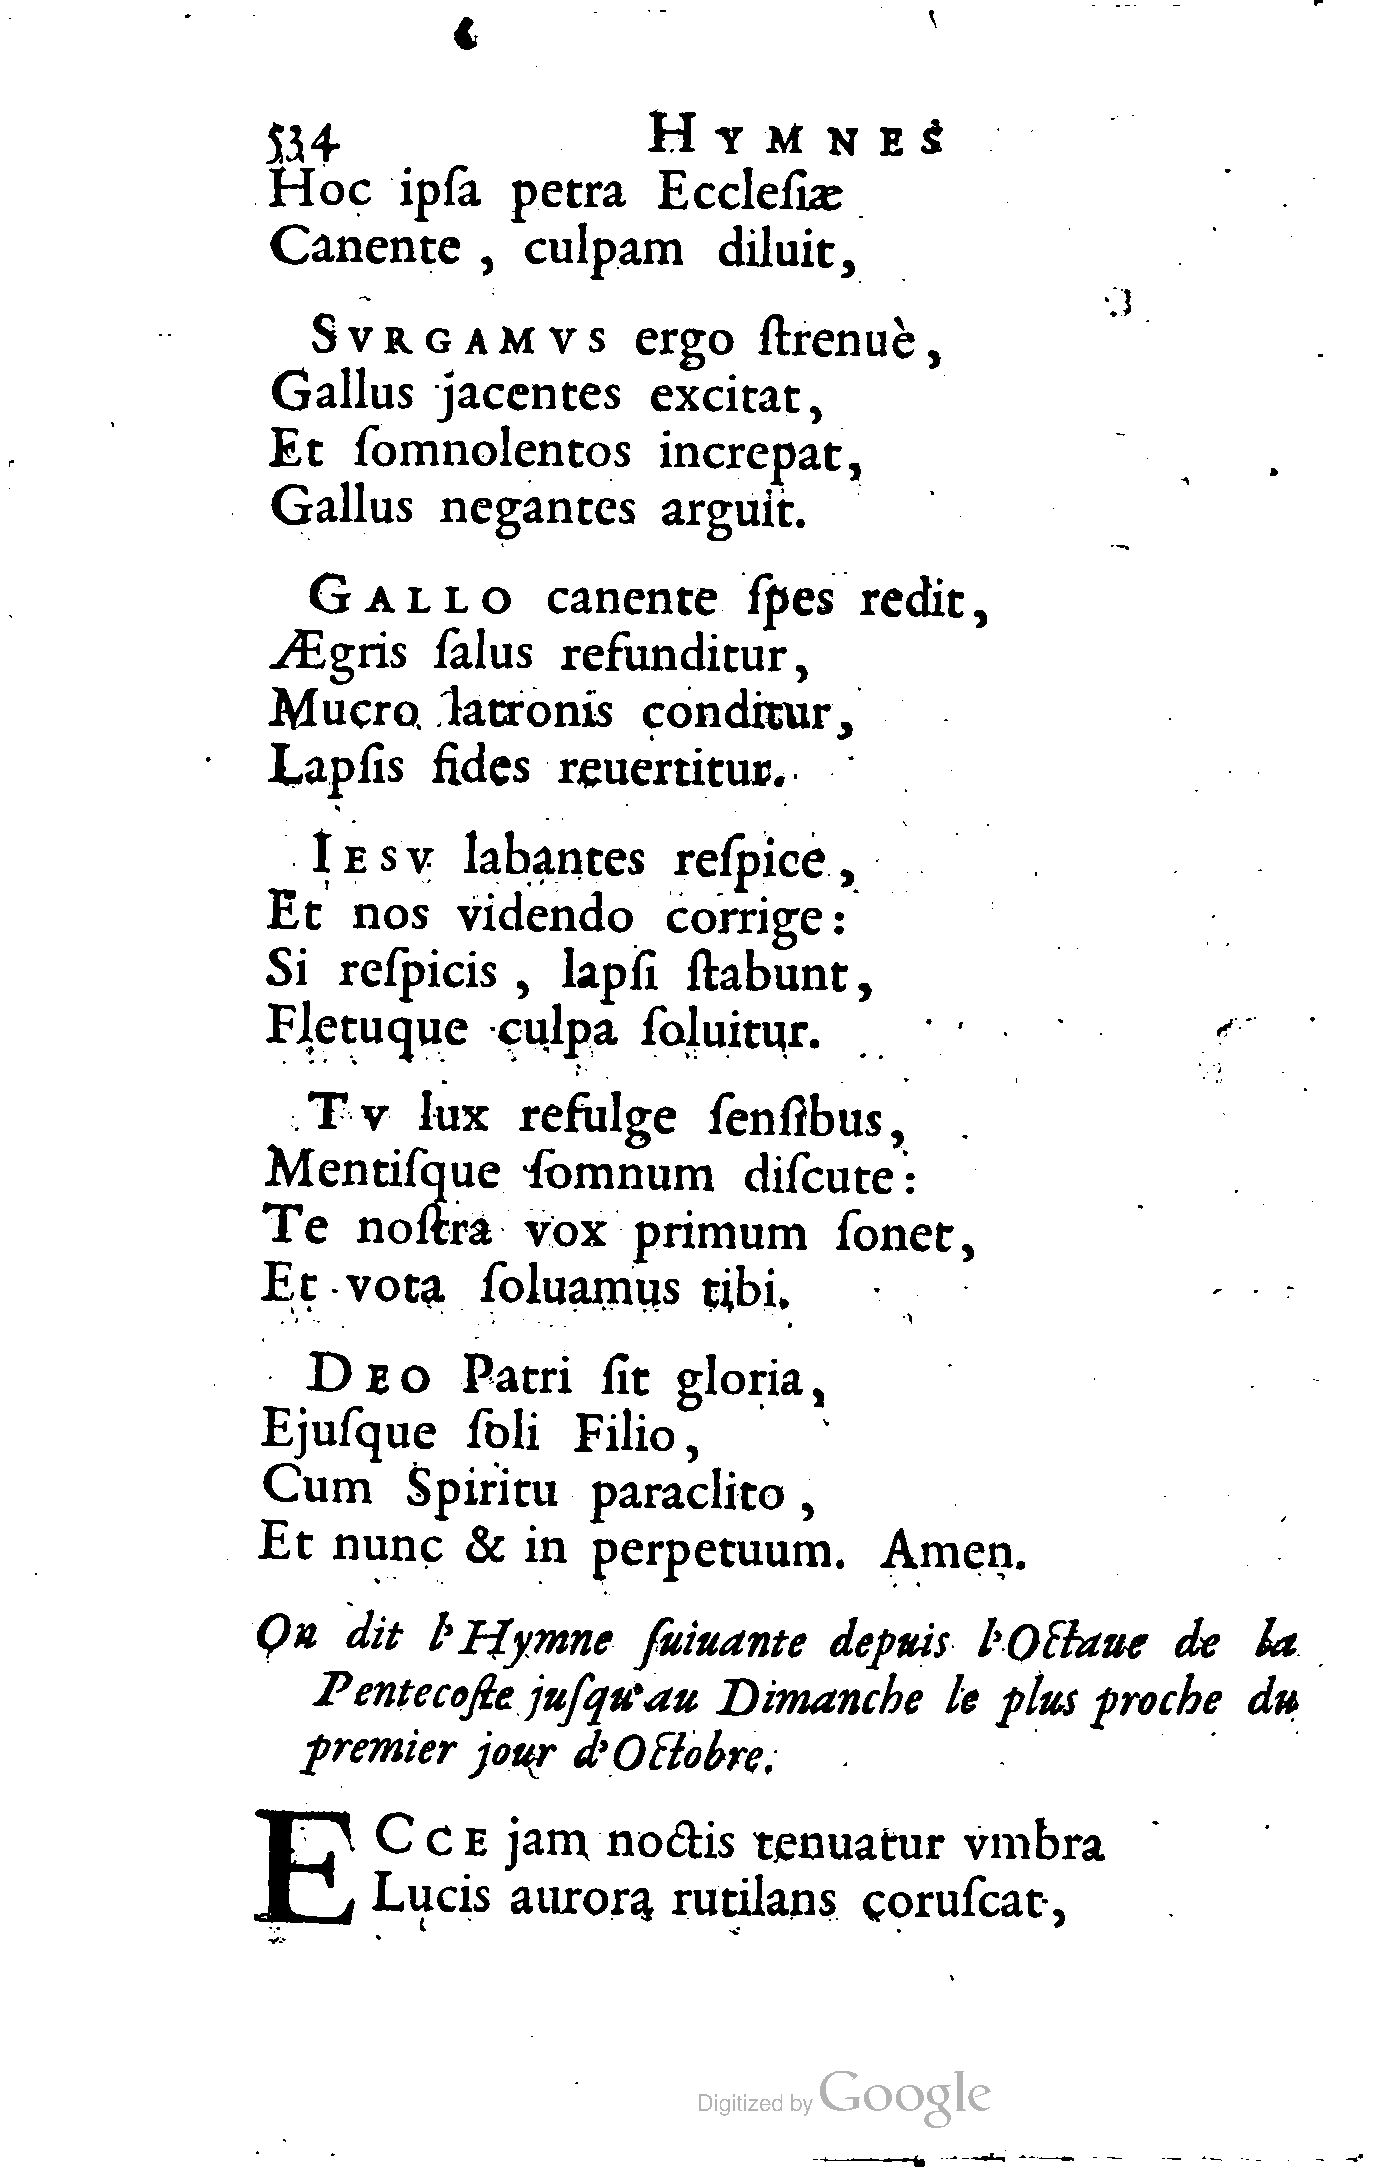 534 HYMNES
Hoc ipſa petra Eccleſiæ
Canente , culpam diluit,
SVRGAMVS ergo ſtrenuè,
Gallus jacentes excitat,
Et ſomnolentos increpat,
Gallus negantes arguit.
GALLO canente ſpes redit,
Ægris ſalus refunditur,
Mucro latronis conditur,
Lapſis fides reuertitur.
IESV labantes reſpice,
Et nos videndo corrige:
Si reſpicis , lapſi ſtabunt,
Fletuque culpa ſoluitur.
TV lux refulge ſenſibus,
Mentiſque ſomnum diſcute:
Te noſtra vox primum ſonet,
Et vota ſoluamus tibi.
DEO Patri ſit gloria,
Ejuſque ſoli Filio,
Cum Spiritu paraclito ,
Et nunc & in perpetuum. Amen.
On dit l'Hymne ſuiuante depuis l'Octaue de la
Pentecoſte juſqu'au Dimanche le plus proche du
premier jour d'Octobre.
ECCE jam noctis tenuatur vmbra
Lucis aurora rutilans coruſcat,
Digitized by Google